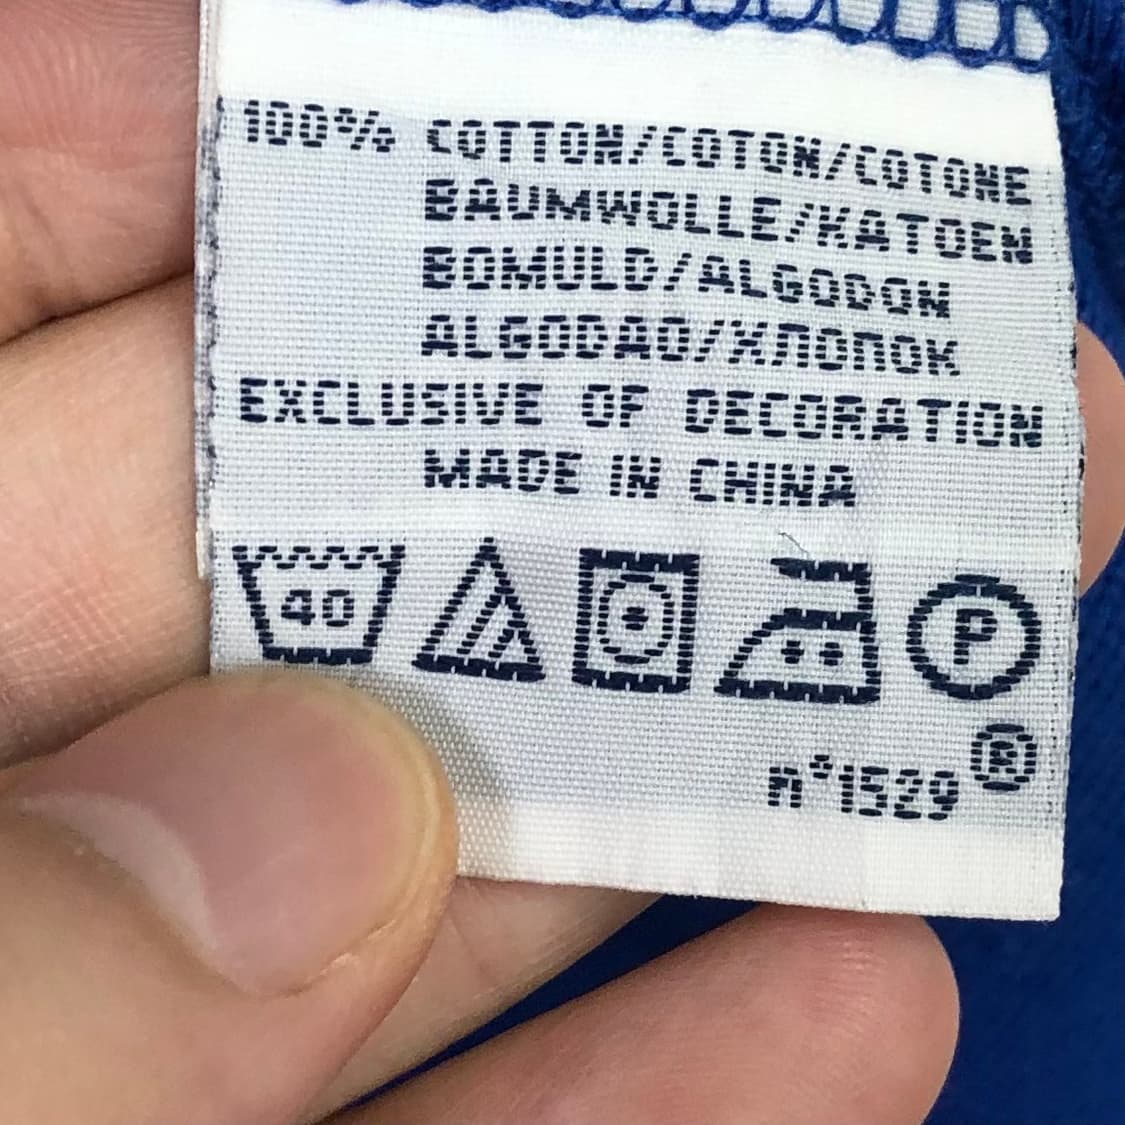 100% COTTON/COTON/COTONE
BAUMWOLLE/KATOEN
BOMULD/ALGODON
ALGODAO/ХЛОПОК
EXCLUSIVE OF DECORATION
MADE IN CHINA
40 P
n°1529 ®